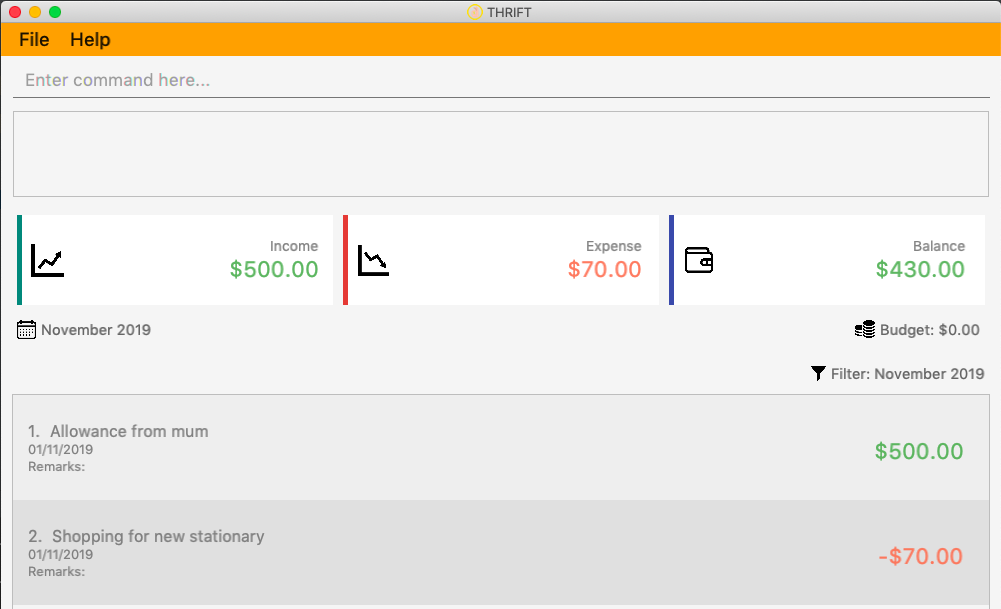 THRIFT
File Help
Enter command here...
Income
$500.00
Expense
$70.00
Balance
$430.00
November 2019
Budget: $0.00
Filter: November 2019
1. Allowance from mum
01/11/2019
Remarks:
$500.00
2. Shopping for new stationary
01/11/2019
Remarks:
-$70.00